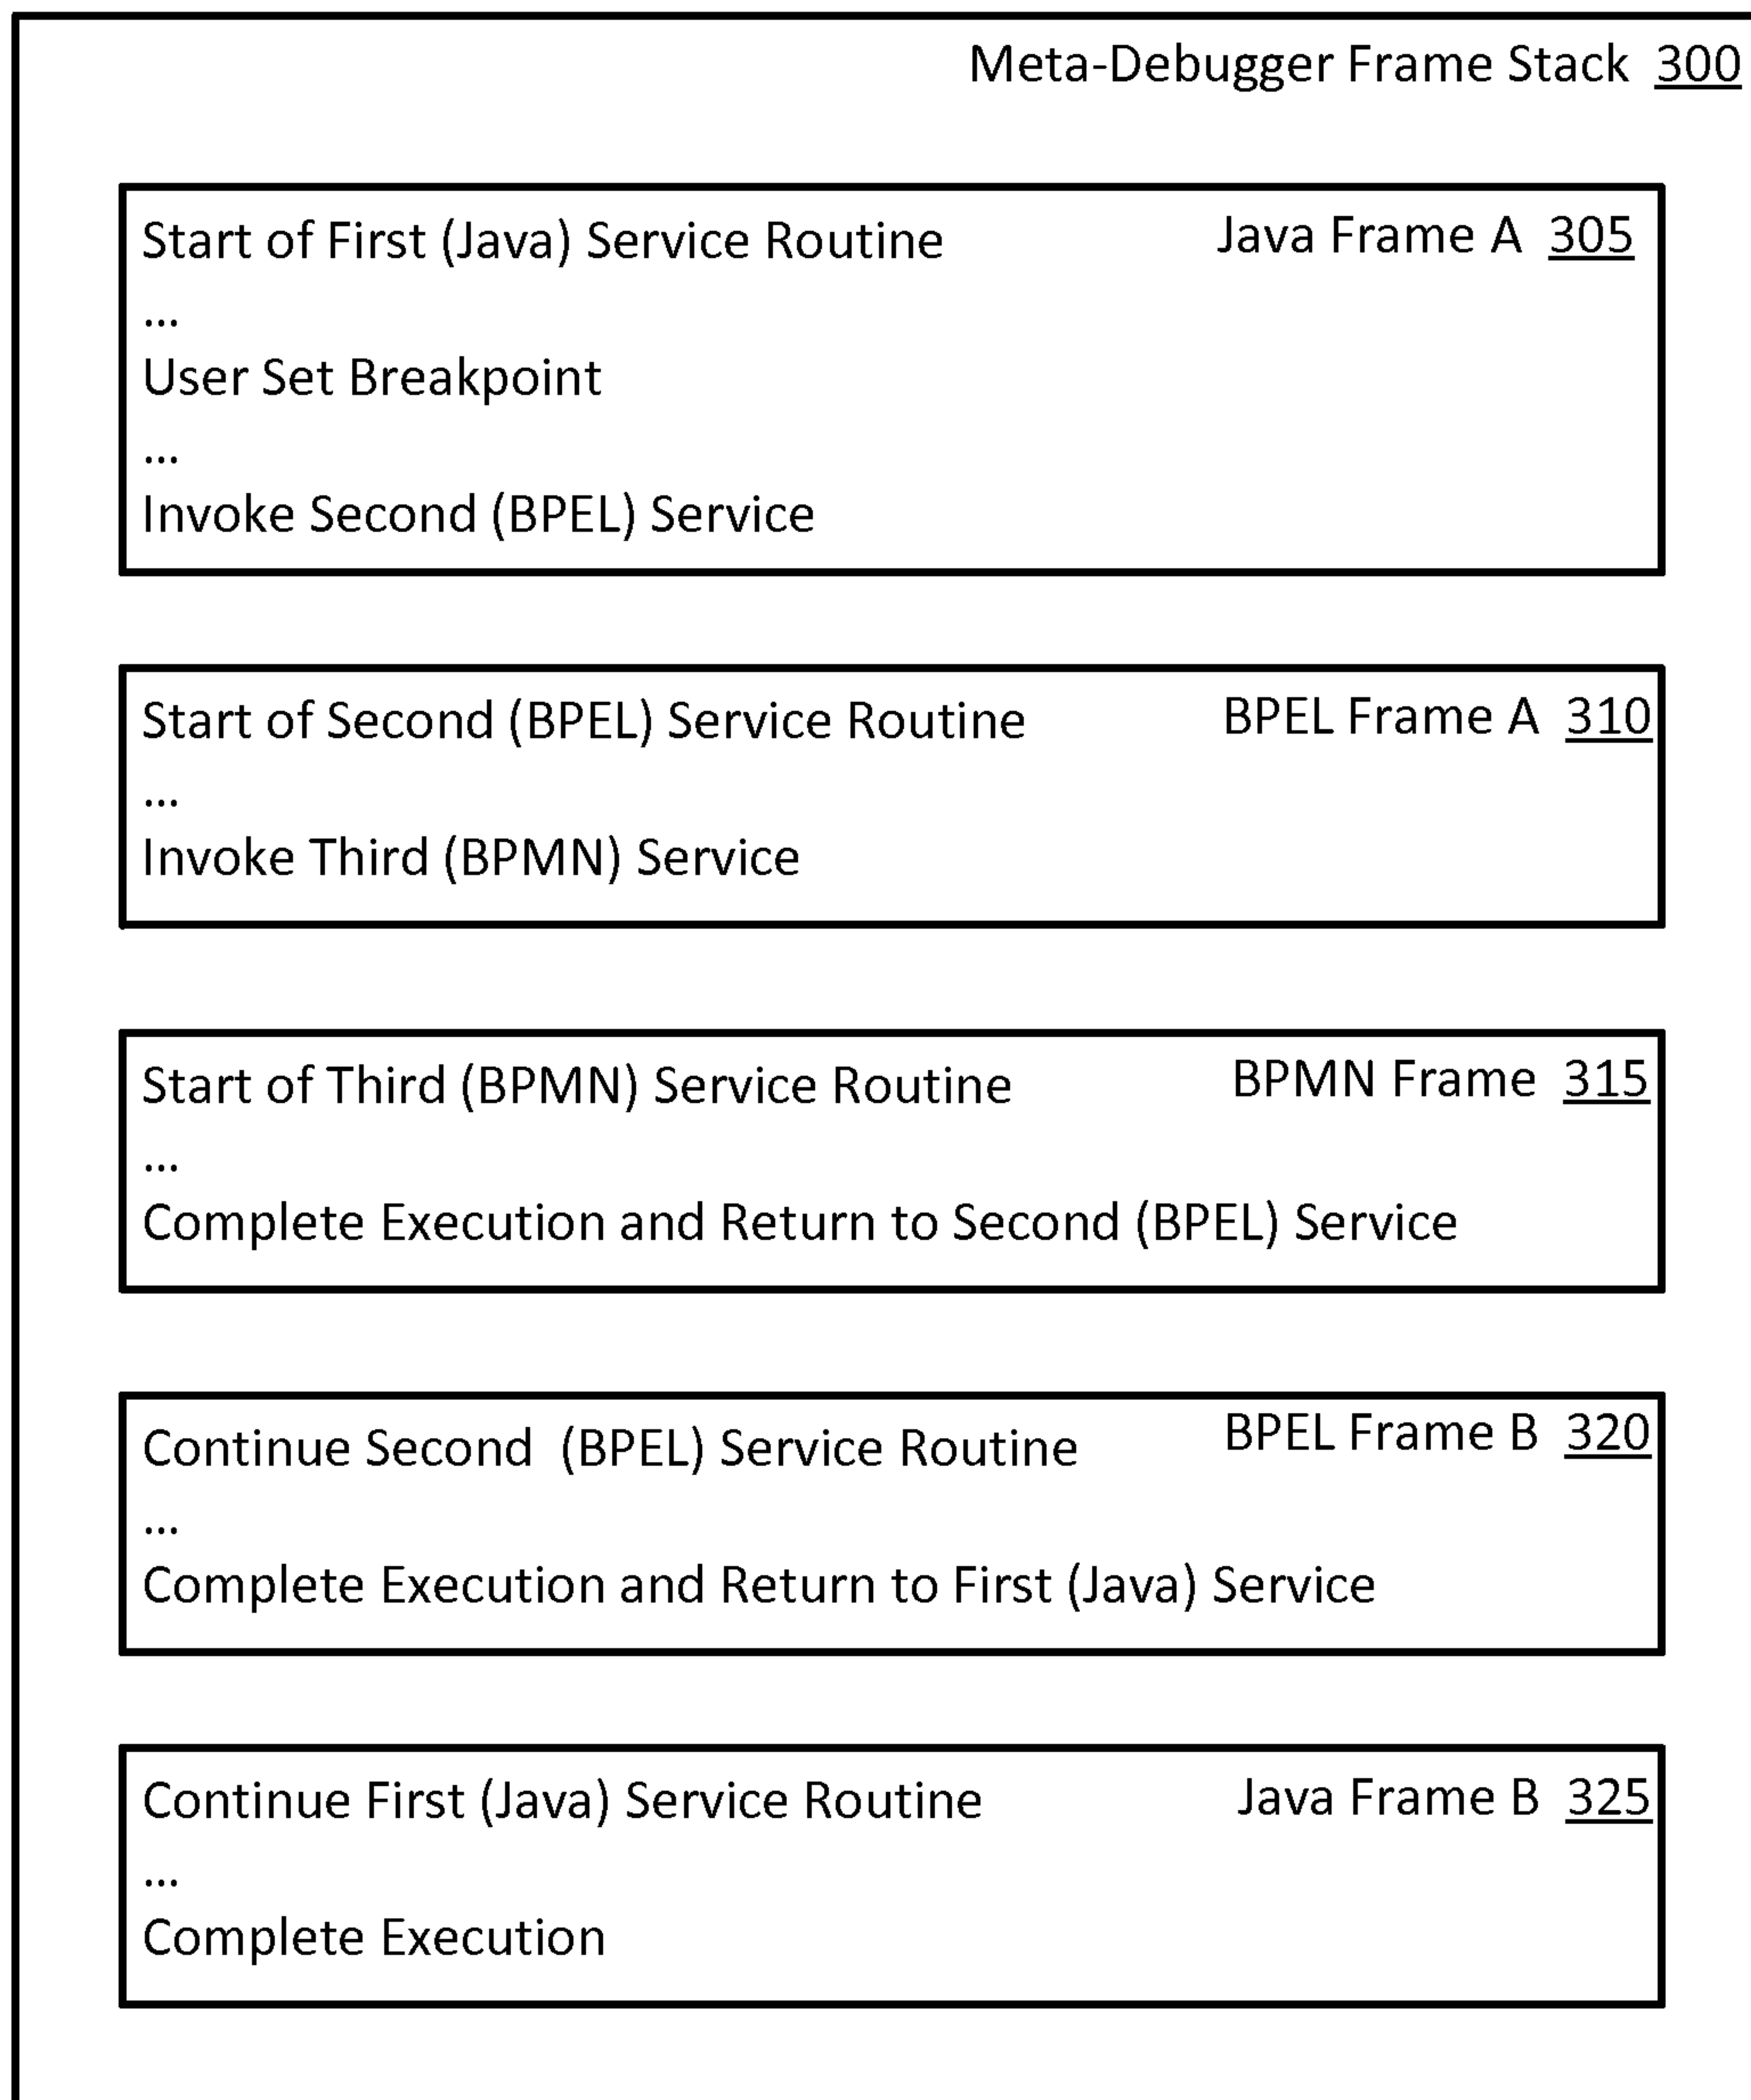 Meta-Debugger Frame Stack 300
Start of First (Java) Service Routine Java Frame A 305
...
User Set Breakpoint
...
Invoke Second (BPEL) Service
Start of Second (BPEL) Service Routine BPEL Frame A 310
...
Invoke Third (BPMN) Service
Start of Third (BPMN) Service Routine BPMN Frame 315
...
Complete Execution and Return to Second (BPEL) Service
Continue Second (BPEL) Service Routine BPEL Frame B 320
...
Complete Execution and Return to First (Java) Service
Continue First (Java) Service Routine Java Frame B 325
...
Complete Execution